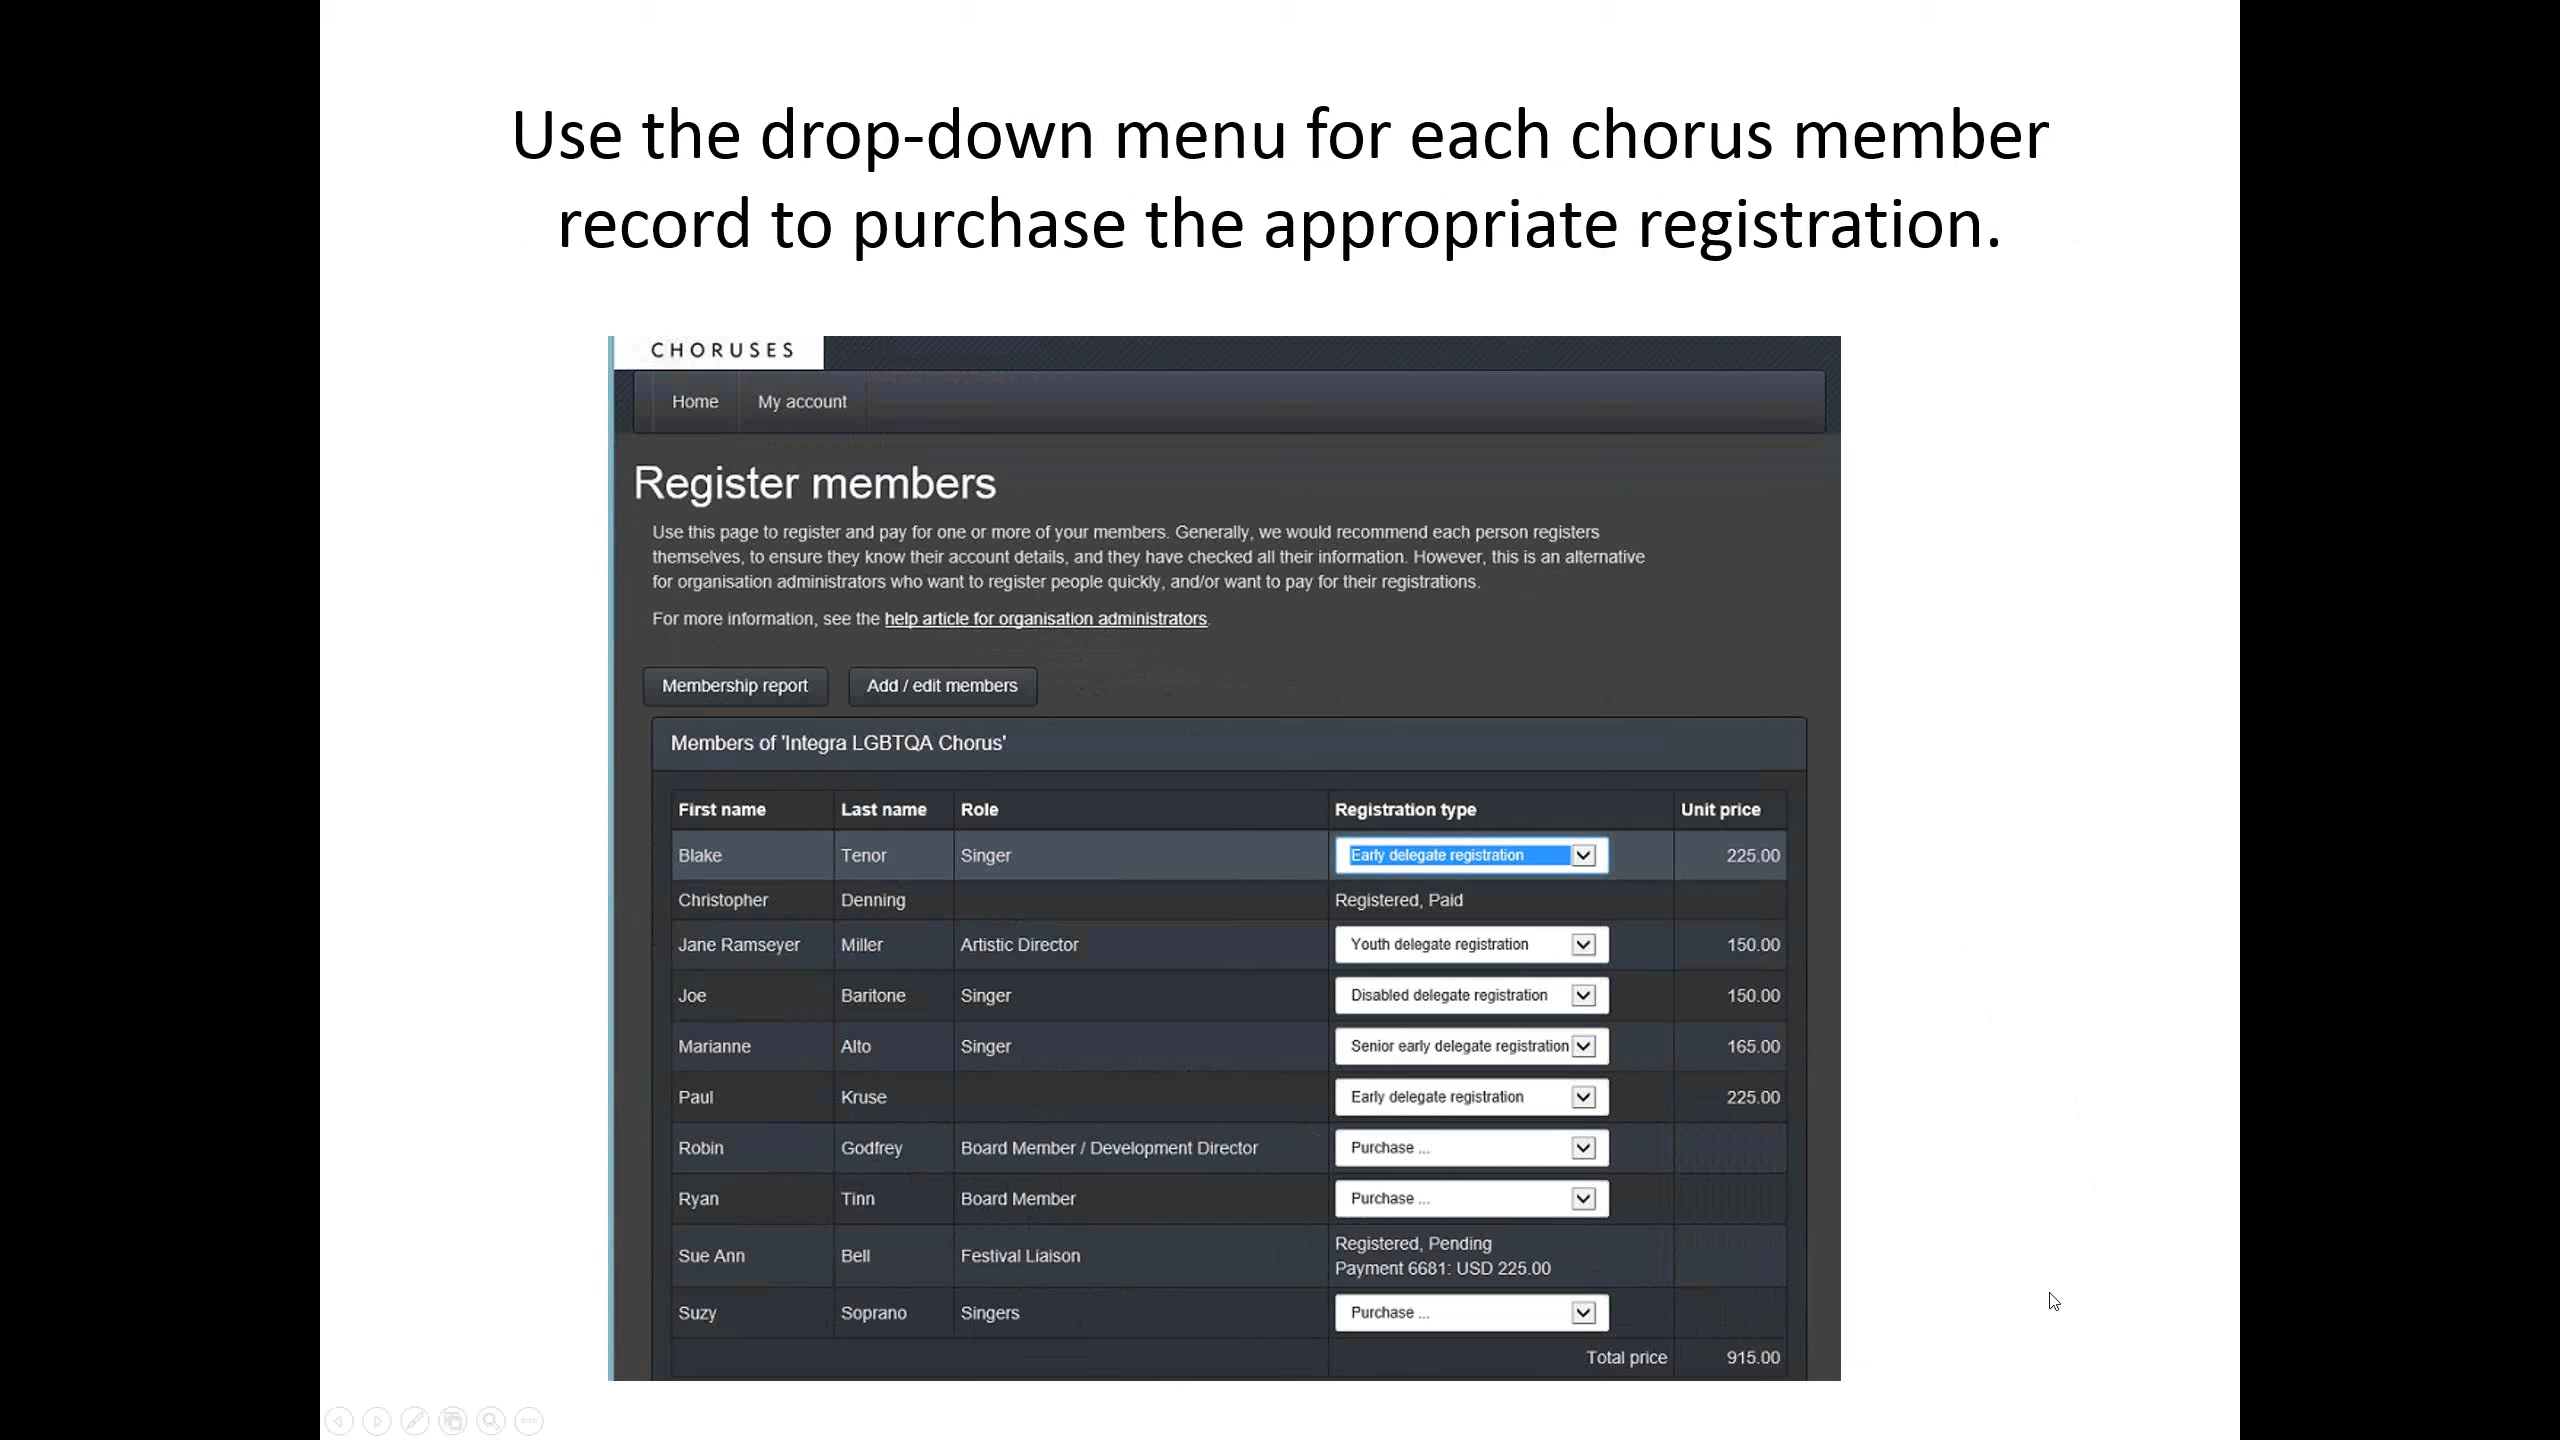 Use the drop-down menu for each chorus member
record to purchase the appropriate registration.
CHORUSES
Home My account
Register members
Use this page to register and pay for one or more of your members. Generally, we would recommend each person registers
themselves, to ensure they know their account details, and they have checked all their information. However, this is an alternative
for organisation administrators who want to register people quickly, and/or want to pay for their registrations.
For more information, see the help article for organisation administrators.
Membership report Add / edit members
Members of 'Integra LGBTQA Chorus'
First name Last name Role Registration type Unit price
Blake Tenor Singer Early delegate registration 225.00
Christopher Denning Registered, Paid
Jane Ramseyer Miller Artistic Director Youth delegate registration 150.00
Joe Baritone Singer Disabled delegate registration 150.00
Marianne Alto Singer Senior early delegate registration 165.00
Paul Kruse Early delegate registration 225.00
Robin Godfrey Board Member / Development Director Purchase ...
Ryan Tinn Board Member Purchase ...
Sue Ann Bell Festival Liaison Registered, Pending
Payment 6681: USD 225.00
Suzy Soprano Singers Purchase ...
Total price 915.00